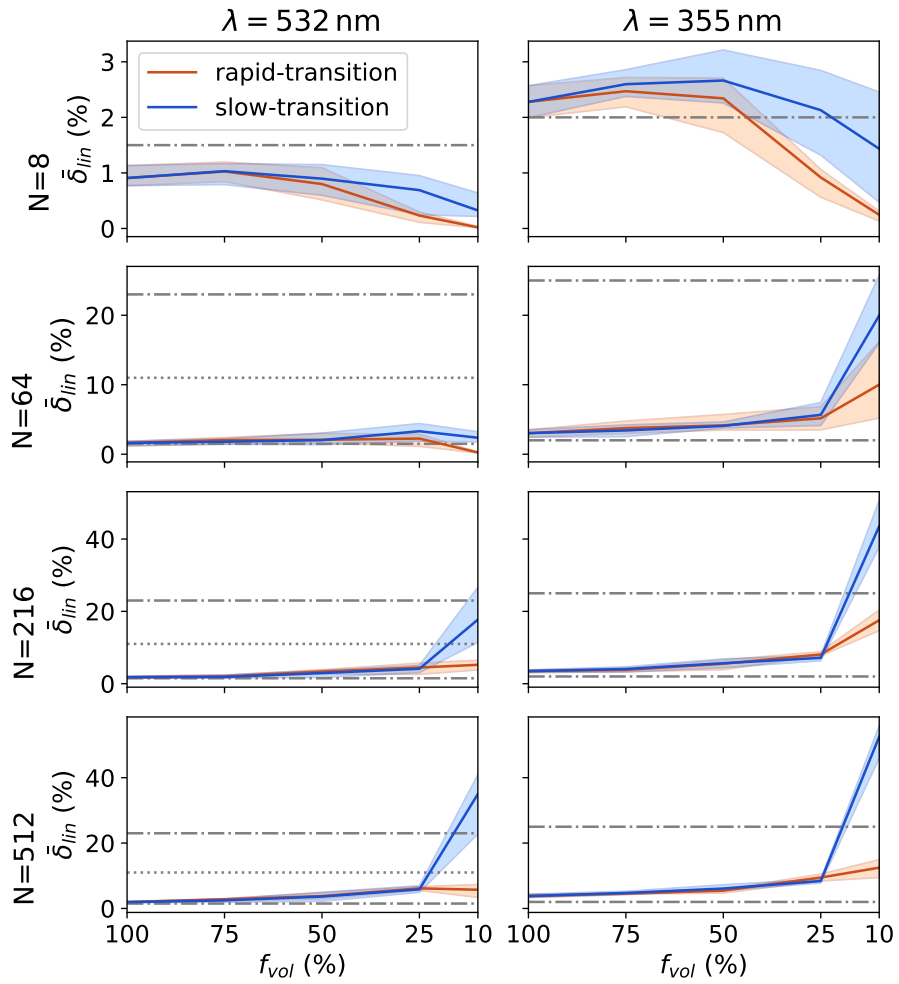 λ = 532 nm
λ = 355 nm
N=8
δ̄lin (%)
3
2
1
0
rapid-transition
slow-transition
N=64
δ̄lin (%)
20
10
0
N=216
δ̄lin (%)
40
20
0
N=512
δ̄lin (%)
40
20
0
100 75 50 25 10
100 75 50 25 10
fvol (%)
fvol (%)